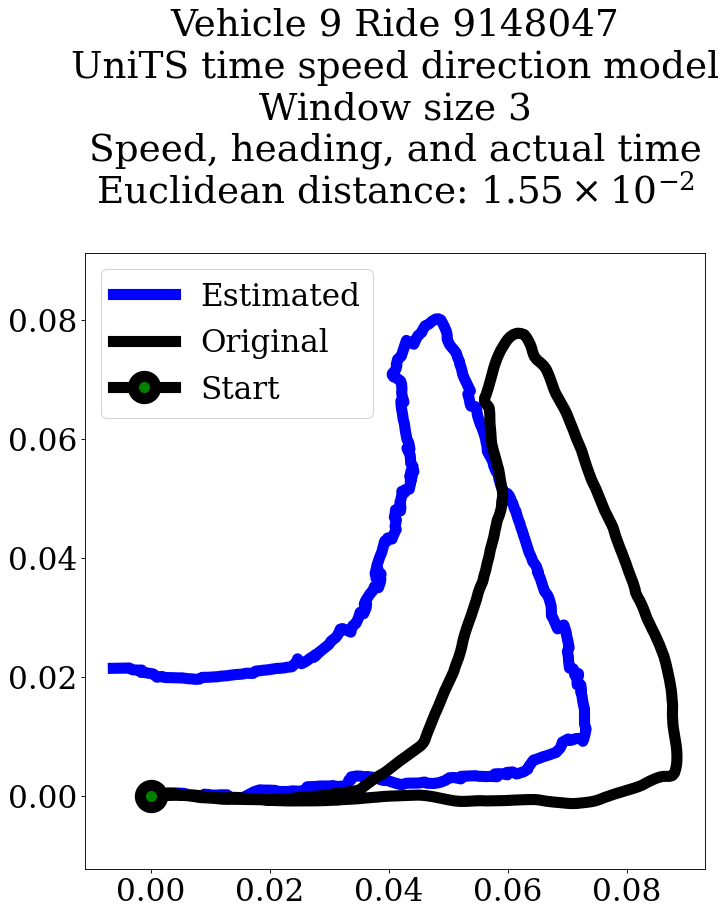 Vehicle 9 Ride 9148047
UniTS time speed direction model
Window size 3
Speed, heading, and actual time
Euclidean distance: 1.55 × 10⁻²
Estimated
Original
Start
0.08
0.06
0.04
0.02
0.00
0.00 0.02 0.04 0.06 0.08